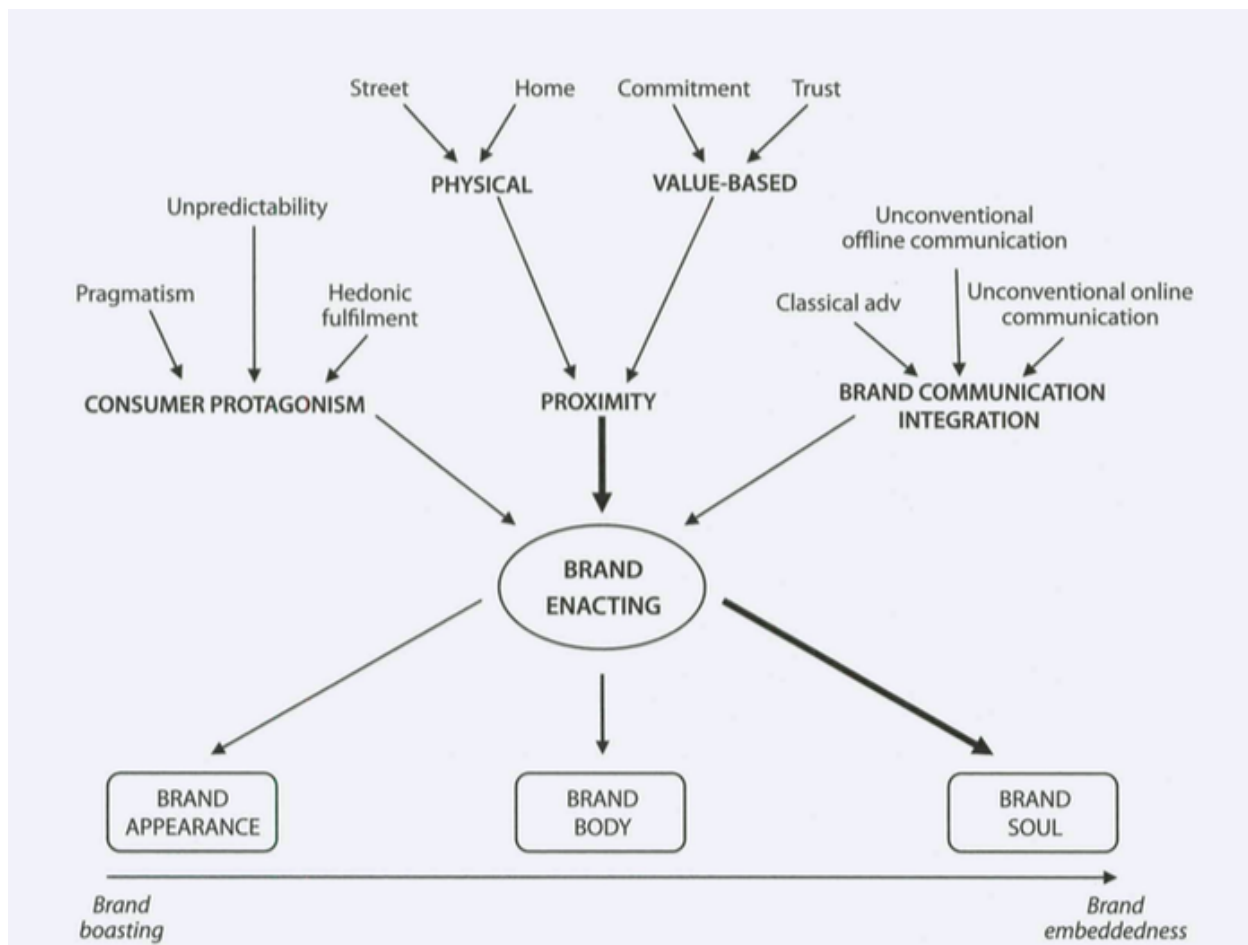 Street
Home
Commitment
Trust
PHYSICAL
VALUE-BASED
Unpredictability
Unconventional
offline communication
Pragmatism
Hedonic
fulfilment
Classical adv
Unconventional online
communication
CONSUMER PROTAGONISM
PROXIMITY
BRAND COMMUNICATION
INTEGRATION
BRAND
ENACTING
BRAND
APPEARANCE
BRAND
BODY
BRAND
SOUL
Brand
boasting
Brand
embeddedness